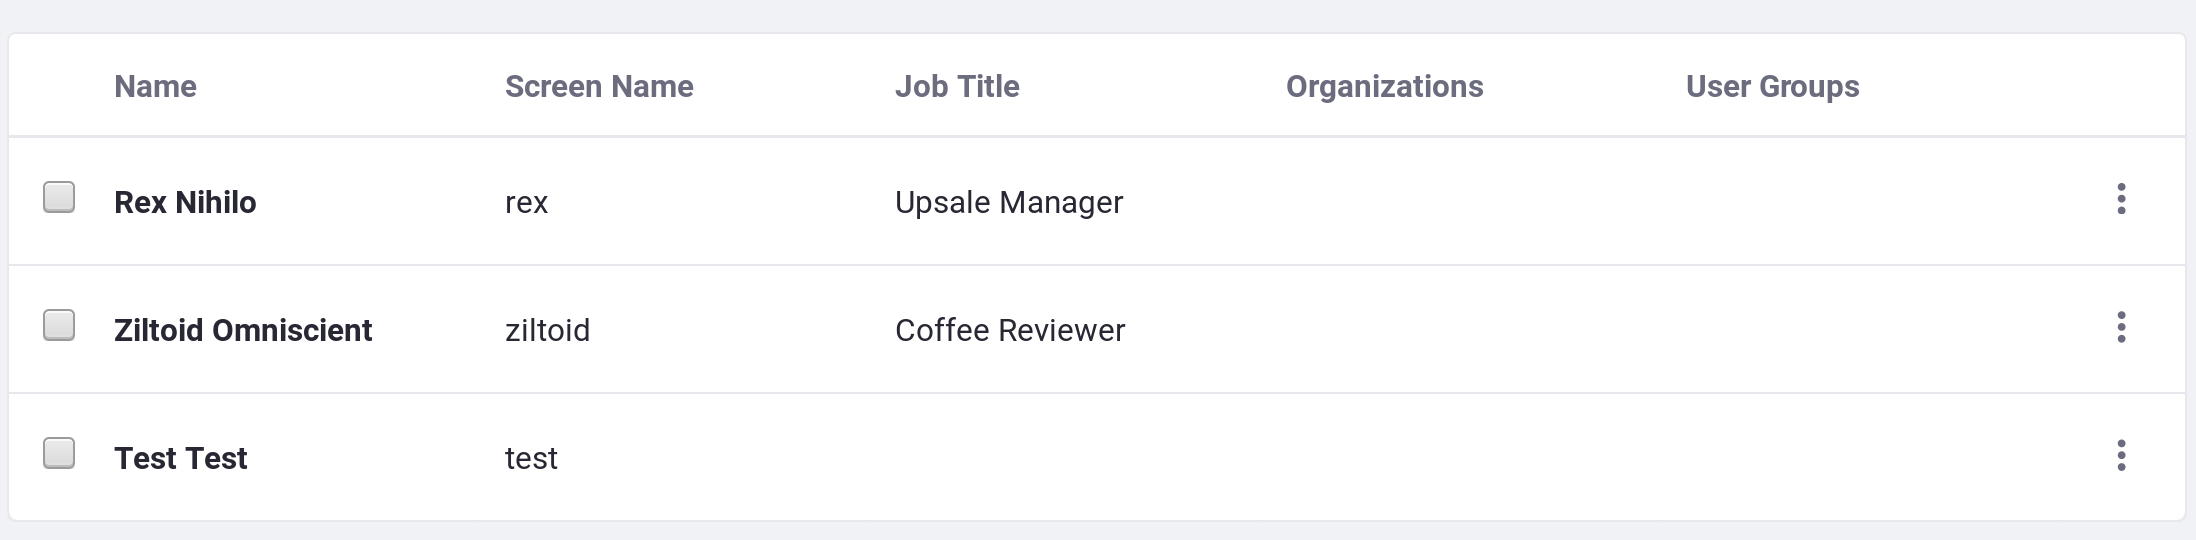 Name Screen Name Job Title Organizations User Groups
Rex Nihilo rex Upsale Manager
Ziltoid Omniscient ziltoid Coffee Reviewer
Test Test test